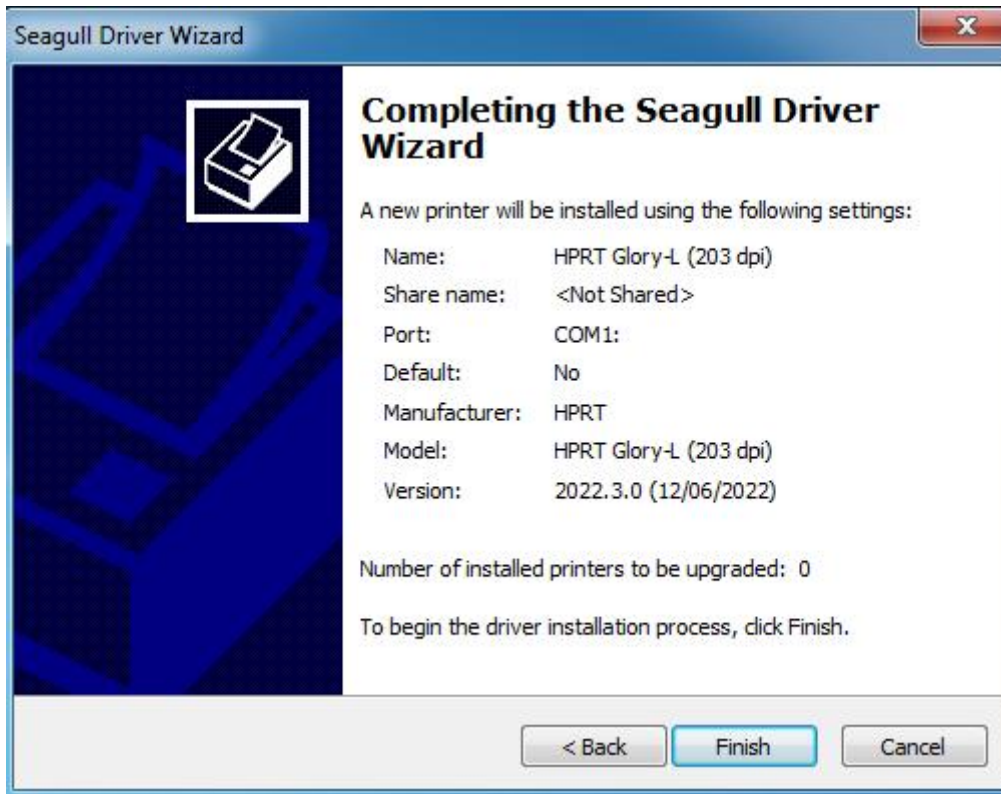 Seagull Driver Wizard
Completing the Seagull Driver
Wizard
A new printer will be installed using the following settings:
Name: HPRT Glory-L (203 dpi)
Share name: <Not Shared>
Port: COM1:
Default: No
Manufacturer: HPRT
Model: HPRT Glory-L (203 dpi)
Version: 2022.3.0 (12/06/2022)
Number of installed printers to be upgraded: 0
To begin the driver installation process, click Finish.
< Back Finish Cancel